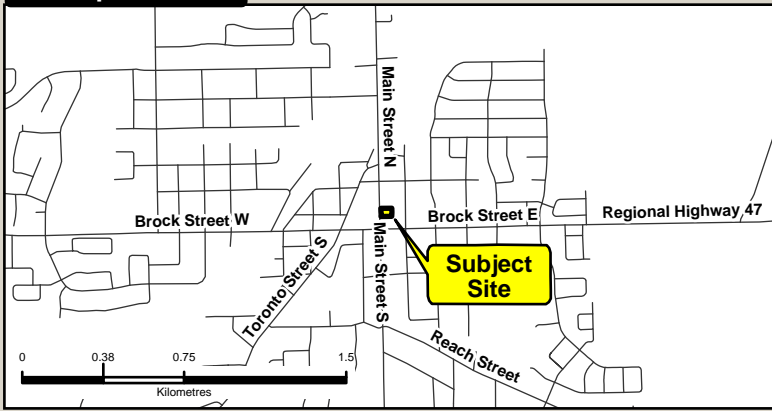 Main Street N
Brock Street W
Brock Street E
Regional Highway 47
Main Street S
Toronto Street S
Subject
Site
Reach Street
0 0.38 0.75 1.5
Kilometres